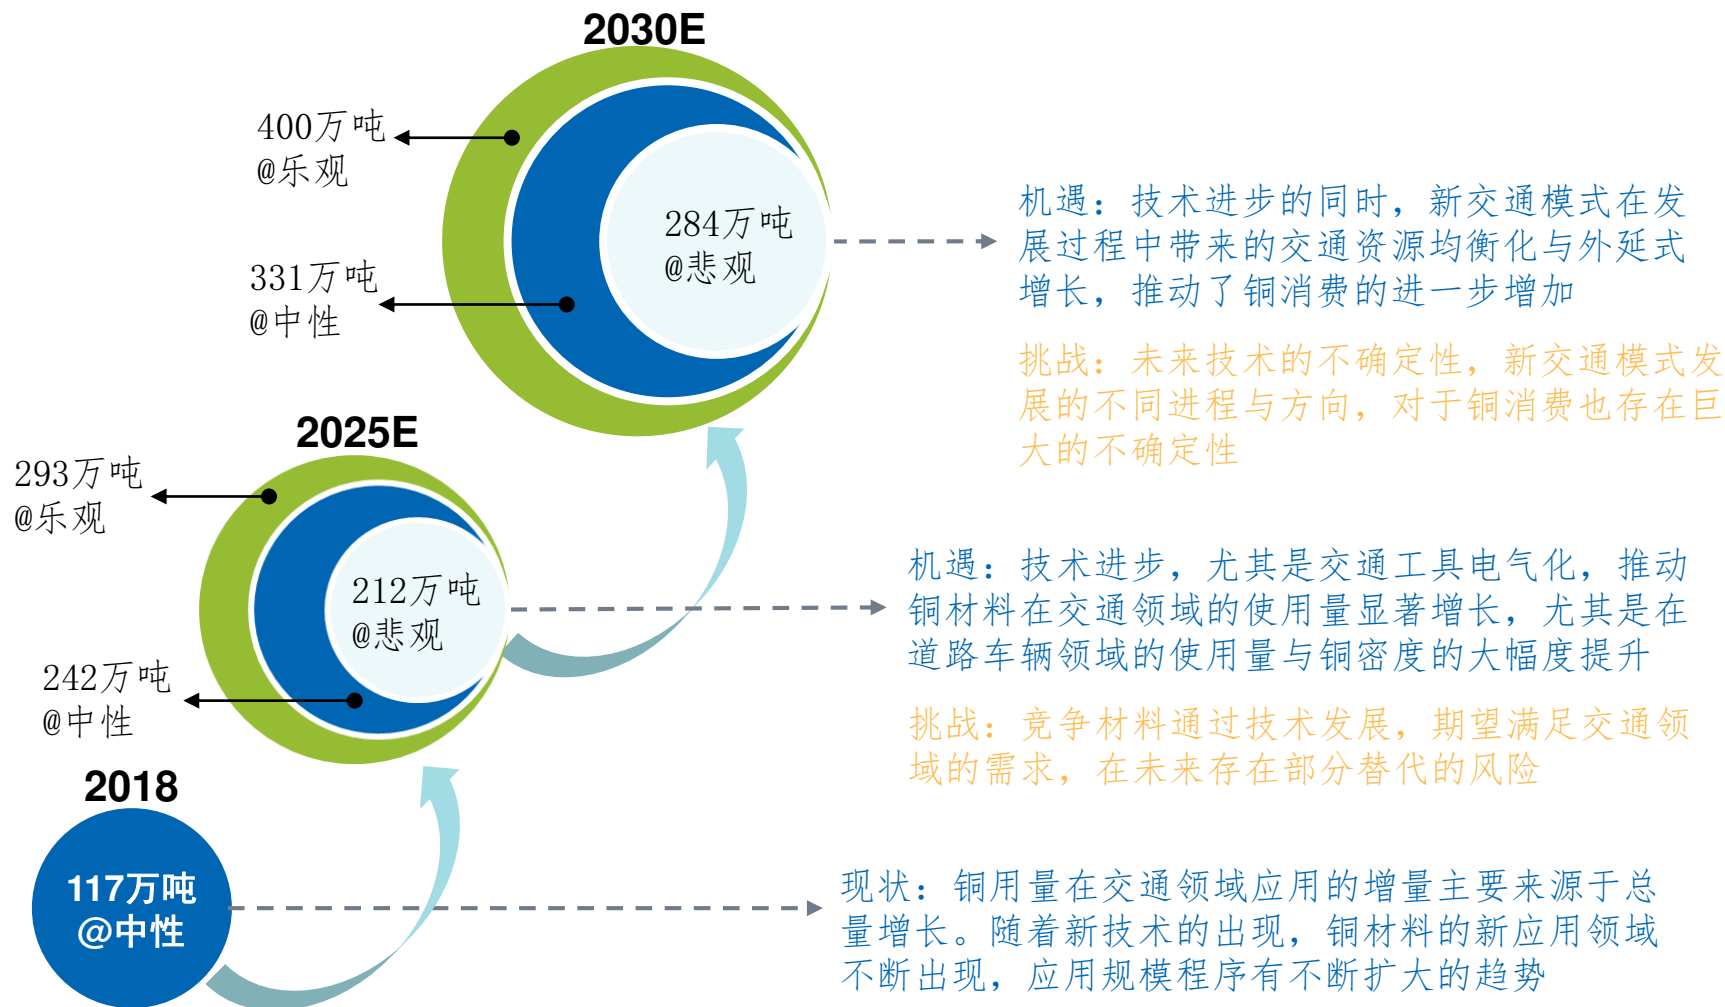 2030E
400万吨
@乐观
331万吨
@中性
284万吨
@悲观
机遇：技术进步的同时，新交通模式在发
展过程中带来的交通资源均衡化与外延式
增长，推动了铜消费的进一步增加
挑战：未来技术的不确定性，新交通模式发
展的不同进程与方向，对于铜消费也存在巨
大的不确定性
2025E
293万吨
@乐观
212万吨
@悲观
242万吨
@中性
机遇：技术进步，尤其是交通工具电气化，推动
铜材料在交通领域的使用量显著增长，尤其是在
道路车辆领域的使用量与铜密度的大幅度提升
挑战：竞争材料通过技术发展，期望满足交通领
域的需求，在未来存在部分替代的风险
2018
117万吨
@中性
现状：铜用量在交通领域应用的增量主要来源于总
量增长。随着新技术的出现，铜材料的新应用领域
不断出现，应用规模程序有不断扩大的趋势